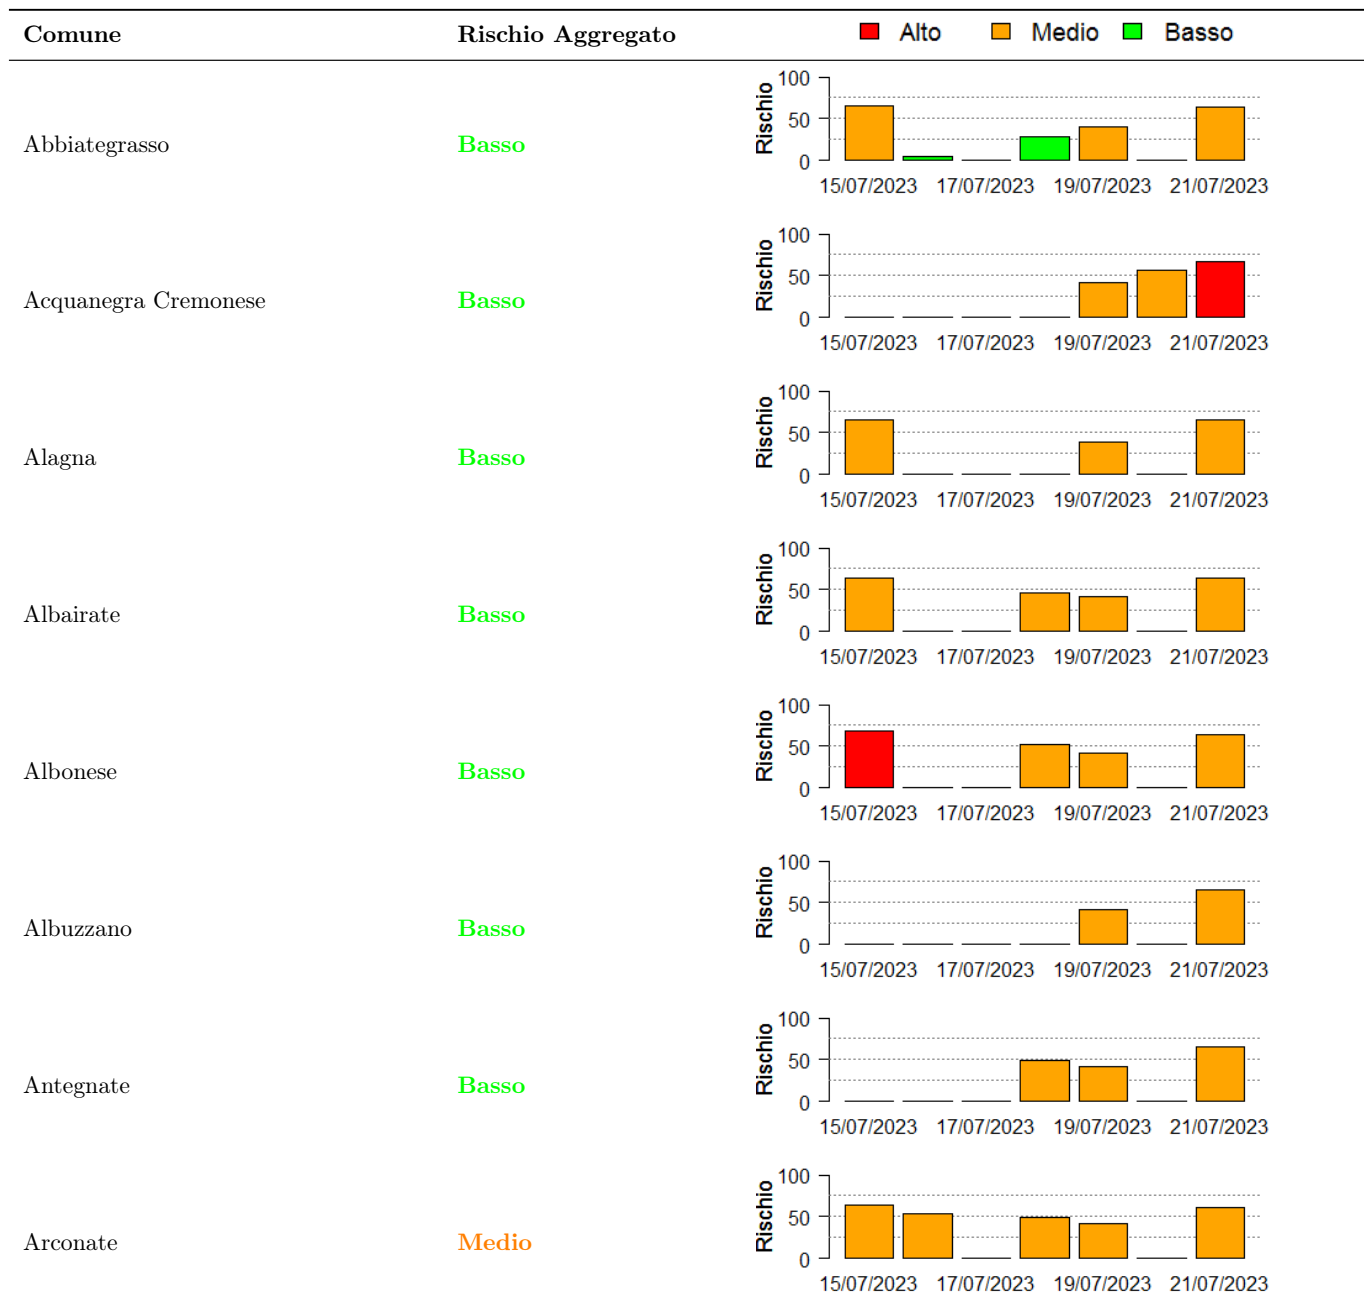 Comune Rischio Aggregato Alto Medio Basso
Abbiategrasso Basso Rischio 100 50 0
15/07/2023 17/07/2023 19/07/2023 21/07/2023
Acquanegra Cremonese Basso Rischio 100 50 0
15/07/2023 17/07/2023 19/07/2023 21/07/2023
Alagna Basso Rischio 100 50 0
15/07/2023 17/07/2023 19/07/2023 21/07/2023
Albairate Basso Rischio 100 50 0
15/07/2023 17/07/2023 19/07/2023 21/07/2023
Albonese Basso Rischio 100 50 0
15/07/2023 17/07/2023 19/07/2023 21/07/2023
Albuzzano Basso Rischio 100 50 0
15/07/2023 17/07/2023 19/07/2023 21/07/2023
Antegnate Basso Rischio 100 50 0
15/07/2023 17/07/2023 19/07/2023 21/07/2023
Arconate Medio Rischio 100 50 0
15/07/2023 17/07/2023 19/07/2023 21/07/2023